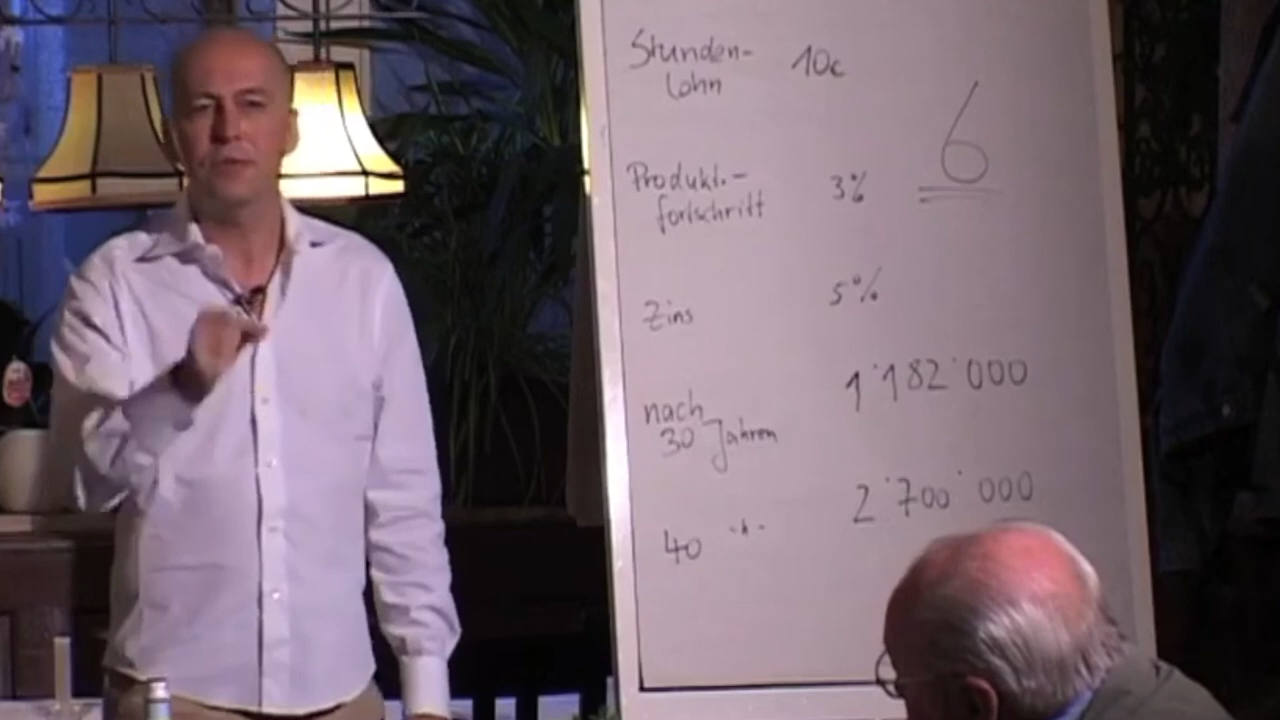 Stunden-
lohn 10c
6
Produkt.-
fortschritt 3%
Zins 5%
nach
30 Jahren 1'182'000
40 -"- 2'700'000